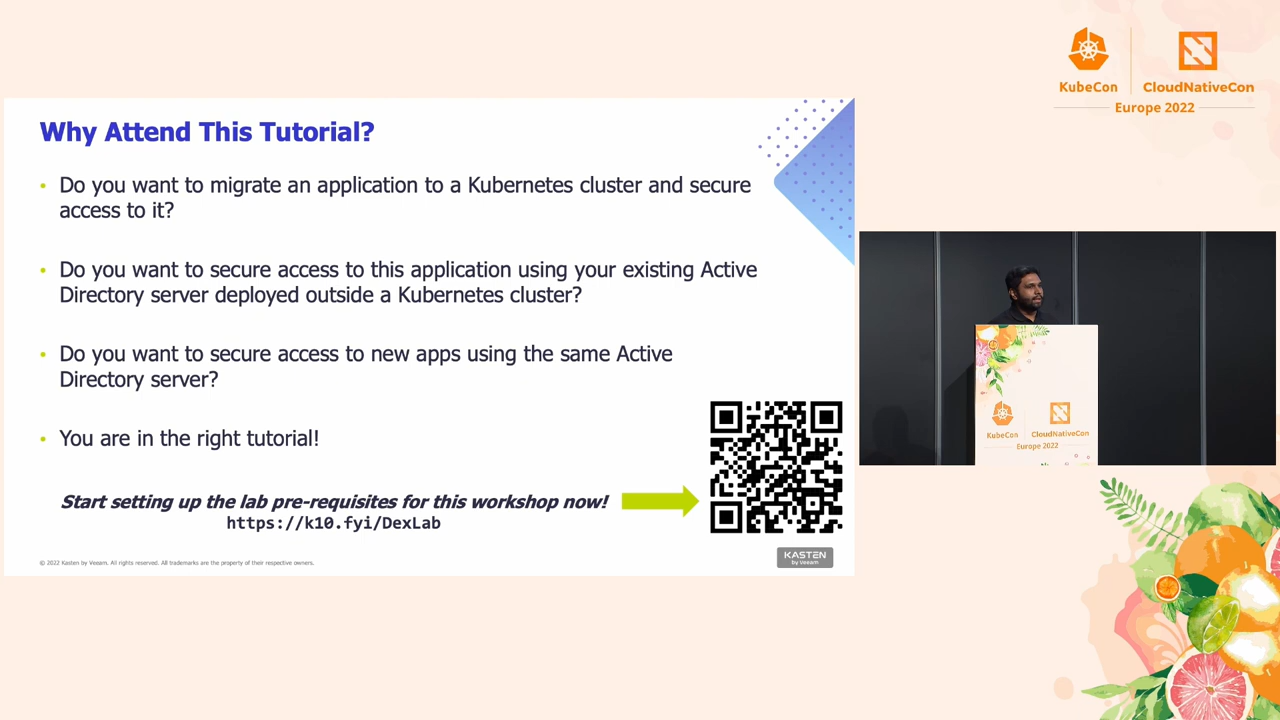 KubeCon
CloudNativeCon
Europe 2022
Why Attend This Tutorial?
• Do you want to migrate an application to a Kubernetes cluster and secure
access to it?
• Do you want to secure access to this application using your existing Active
Directory server deployed outside a Kubernetes cluster?
• Do you want to secure access to new apps using the same Active
Directory server?
• You are in the right tutorial!
Start setting up the lab pre-requisites for this workshop now!
https://k10.fyi/DexLab
© 2022 Kasten by Veeam. All rights reserved. All trademarks are the property of their respective owners.
KASTEN
by Veeam
KubeCon
CloudNativeCon
Europe 2022